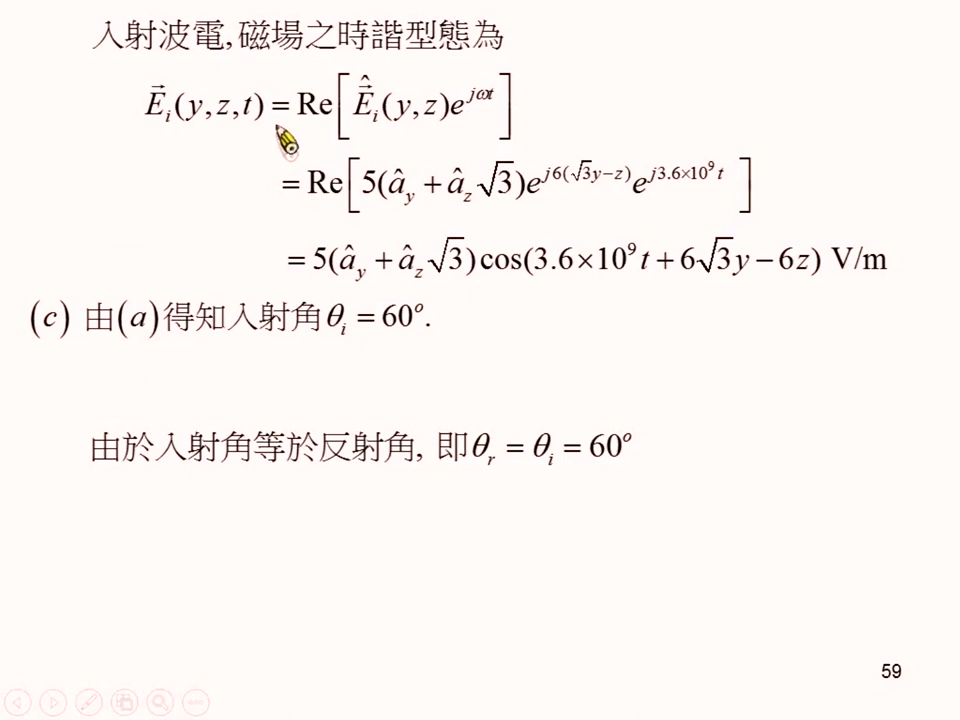 入射波電,磁場之時諧型態為
E⃗ᵢ(y,z,t) = Re[E⃗̂ᵢ(y,z)e^{jωt}]
= Re[5(â_y + â_z√3)e^{j6(√3y−z)}e^{j3.6×10⁹t}]
= 5(â_y + â_z√3)cos(3.6×10⁹t + 6√3y − 6z) V/m
(c) 由(a)得知入射角θᵢ = 60°.
由於入射角等於反射角, 即θᵣ = θᵢ = 60°
59